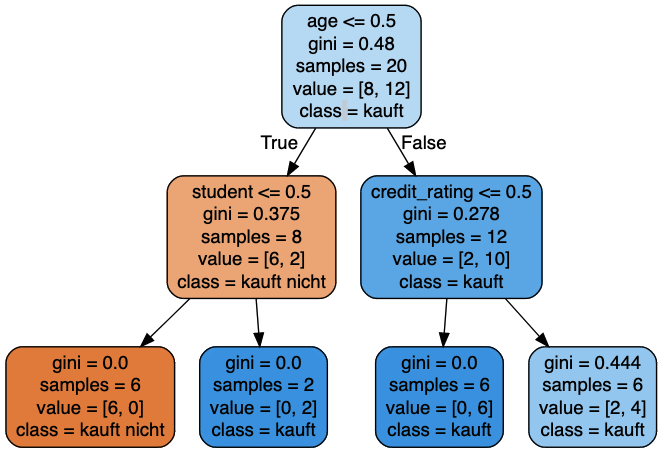 age <= 0.5
gini = 0.48
samples = 20
value = [8, 12]
class = kauft
True
False
student <= 0.5
gini = 0.375
samples = 8
value = [6, 2]
class = kauft nicht
credit_rating <= 0.5
gini = 0.278
samples = 12
value = [2, 10]
class = kauft
gini = 0.0
samples = 6
value = [6, 0]
class = kauft nicht
gini = 0.0
samples = 2
value = [0, 2]
class = kauft
gini = 0.0
samples = 6
value = [0, 6]
class = kauft
gini = 0.444
samples = 6
value = [2, 4]
class = kauft